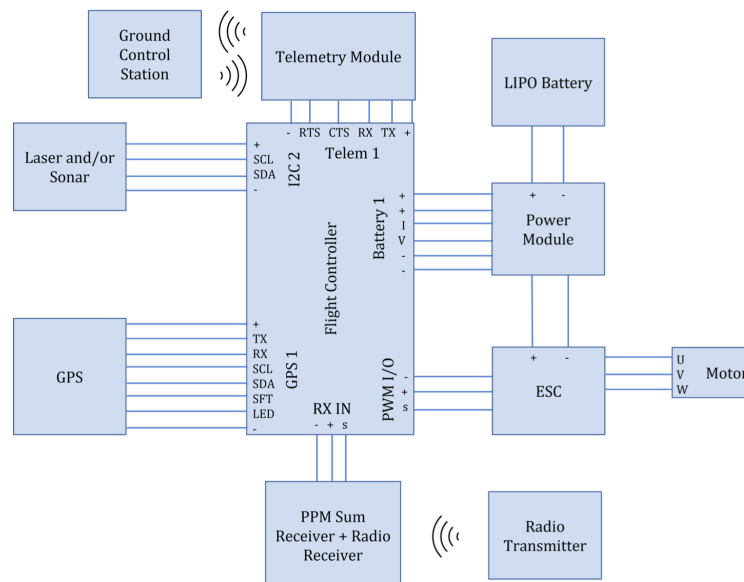 Ground
Control
Station
Telemetry Module
LIPO Battery
- RTS CTS RX TX +
Telem 1
Laser and/or
Sonar
+
SCL
SDA
-
I2C 2
Battery 1
+
+
I
V
-
-
+ -
Power
Module
Flight Controller
GPS
+
TX
RX
SCL
SDA
SFT
LED
-
GPS 1
PWM I/O
-
+
s
+ -
ESC
U
V
W
Motor
RX IN
- + s
PPM Sum
Receiver + Radio
Receiver
Radio
Transmitter